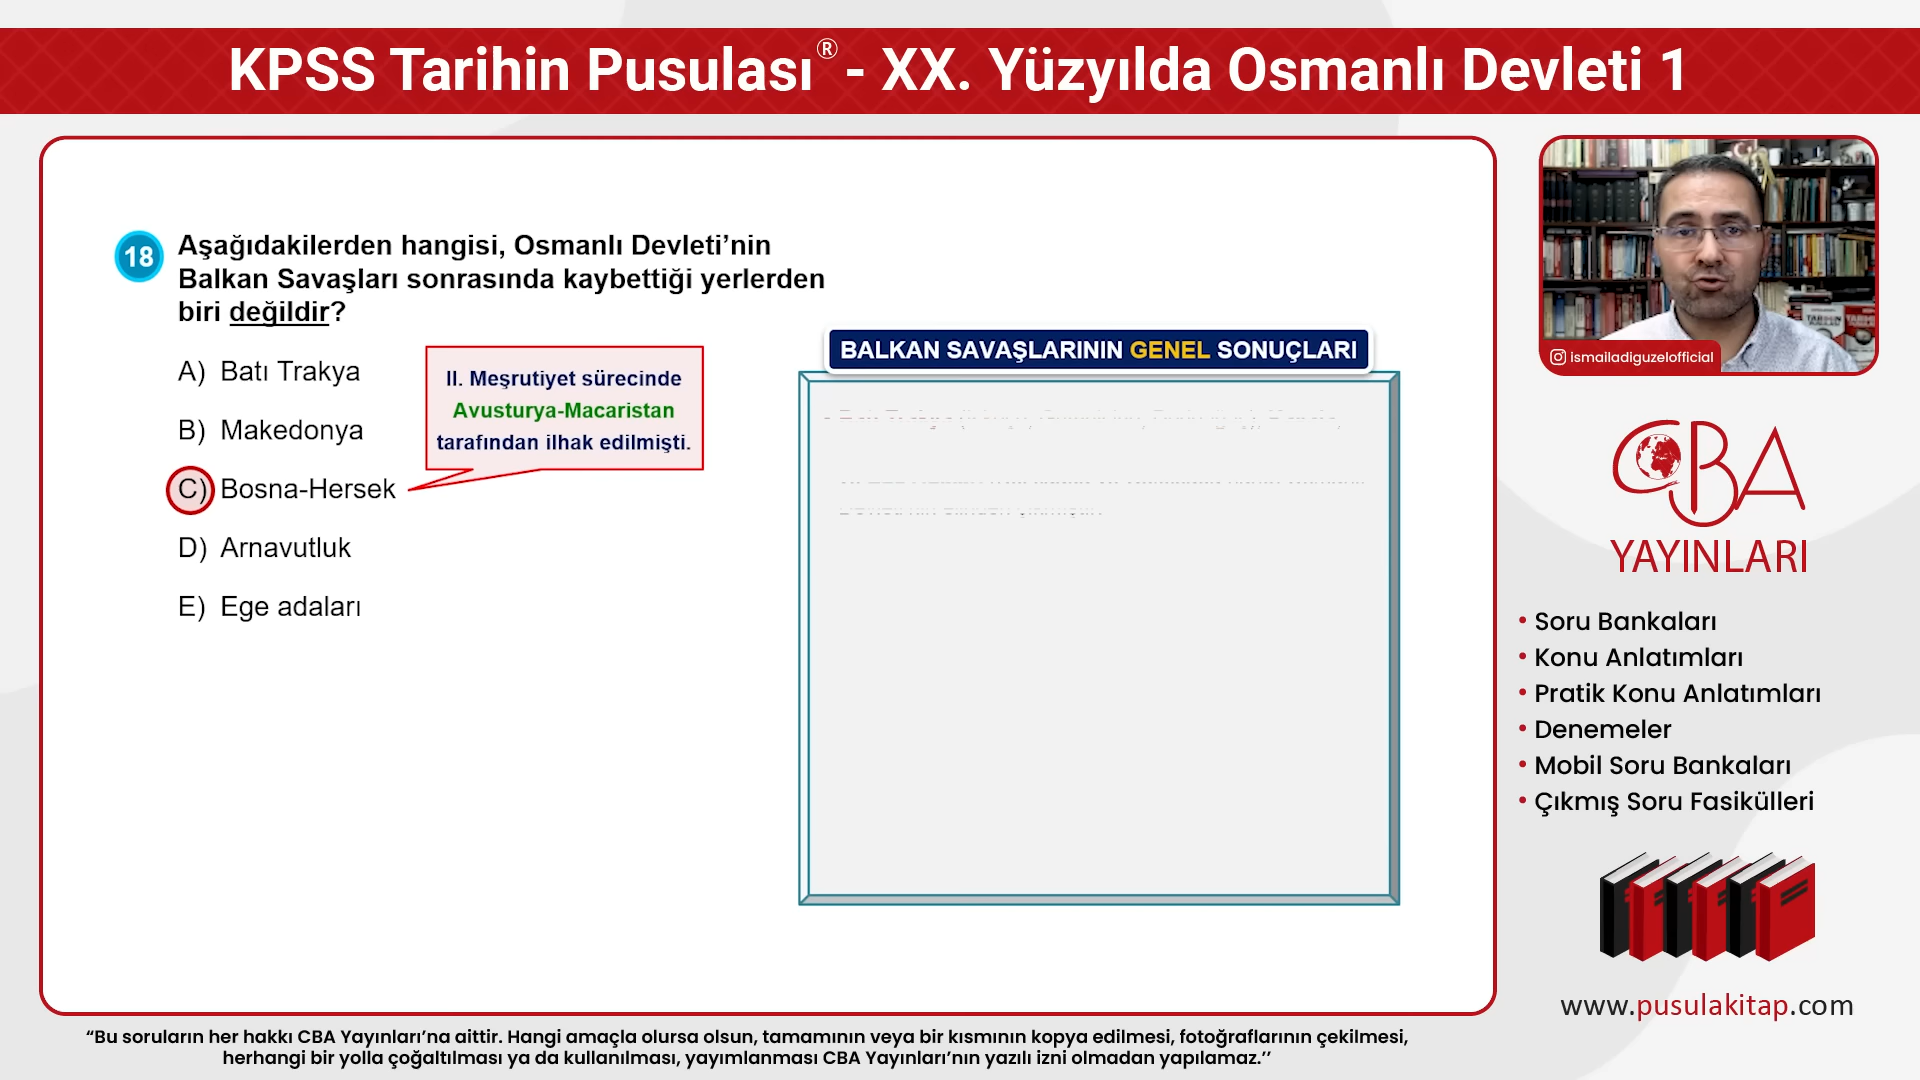 KPSS Tarihin Pusulası® - XX. Yüzyılda Osmanlı Devleti 1
18
Aşağıdakilerden hangisi, Osmanlı Devleti’nin
Balkan Savaşları sonrasında kaybettiği yerlerden
biri değildir?
A) Batı Trakya
B) Makedonya
C) Bosna-Hersek
D) Arnavutluk
E) Ege adaları
II. Meşrutiyet sürecinde
Avusturya-Macaristan
tarafından ilhak edilmişti.
BALKAN SAVAŞLARININ GENEL SONUÇLARI
ismailadiguzelofficial
CBA
YAYINLARI
• Soru Bankaları
• Konu Anlatımları
• Pratik Konu Anlatımları
• Denemeler
• Mobil Soru Bankaları
• Çıkmış Soru Fasikülleri
www.pusulakitap.com
“Bu soruların her hakkı CBA Yayınları’na aittir. Hangi amaçla olursa olsun, tamamının veya bir kısmının kopya edilmesi, fotoğraflarının çekilmesi,
herhangi bir yolla çoğaltılması ya da kullanılması, yayımlanması CBA Yayınları’nın yazılı izni olmadan yapılamaz.’’